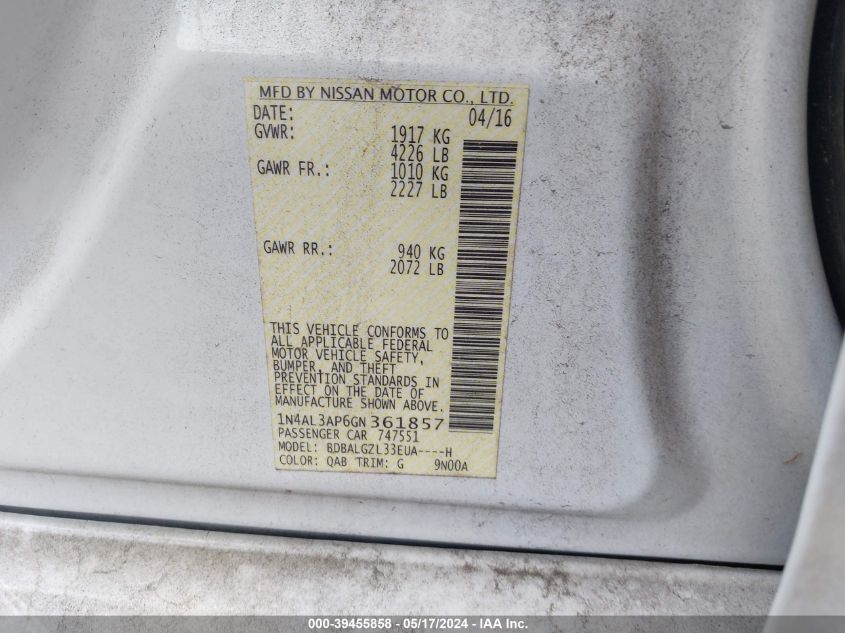 MFD BY NISSAN MOTOR CO., LTD.
DATE: 04/16
GVWR: 1917 KG
4226 LB
GAWR FR.: 1010 KG
2227 LB
GAWR RR.: 940 KG
2072 LB
THIS VEHICLE CONFORMS TO
ALL APPLICABLE FEDERAL
MOTOR VEHICLE SAFETY,
BUMPER, AND THEFT
PREVENTION STANDARDS IN
EFFECT ON THE DATE OF
MANUFACTURE SHOWN ABOVE.
1N4AL3AP6GN361857
PASSENGER CAR 747551
MODEL: BDBALGZL33EUA----H
COLOR: QAB TRIM: G 9N00A
000-39455858 - 05/17/2024 - IAA Inc.